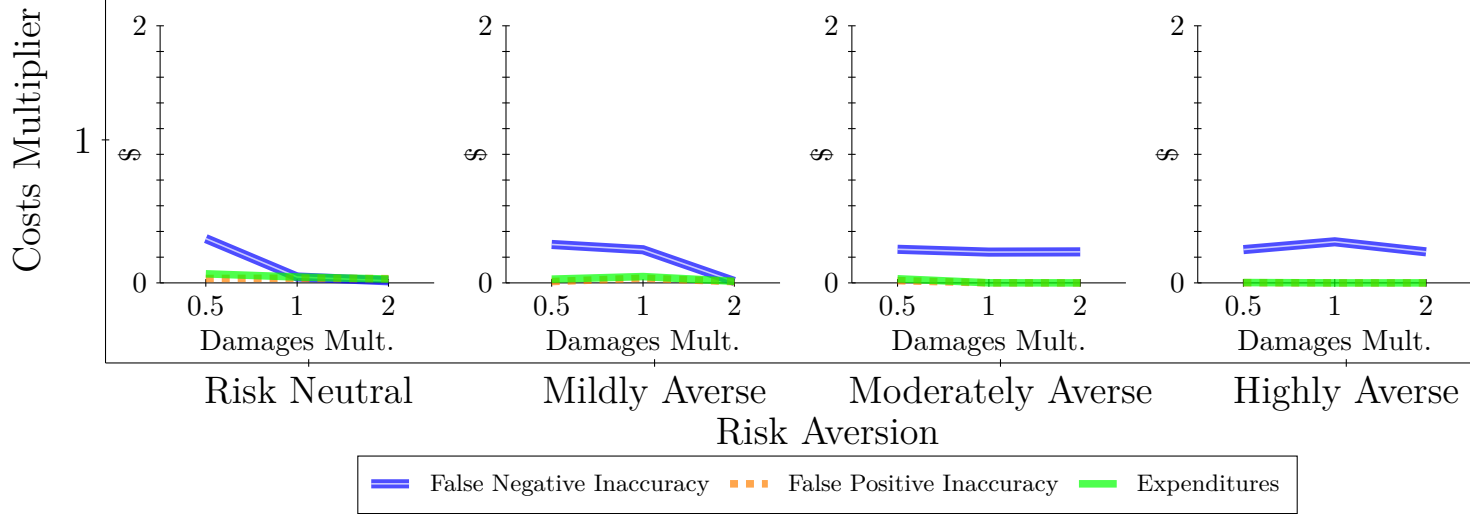 Costs Multiplier
1
2
$
0
0.5 1 2
Damages Mult.
2
$
0
0.5 1 2
Damages Mult.
2
$
0
0.5 1 2
Damages Mult.
2
$
0
0.5 1 2
Damages Mult.
Risk Neutral Mildly Averse Moderately Averse Highly Averse
Risk Aversion
False Negative Inaccuracy False Positive Inaccuracy Expenditures